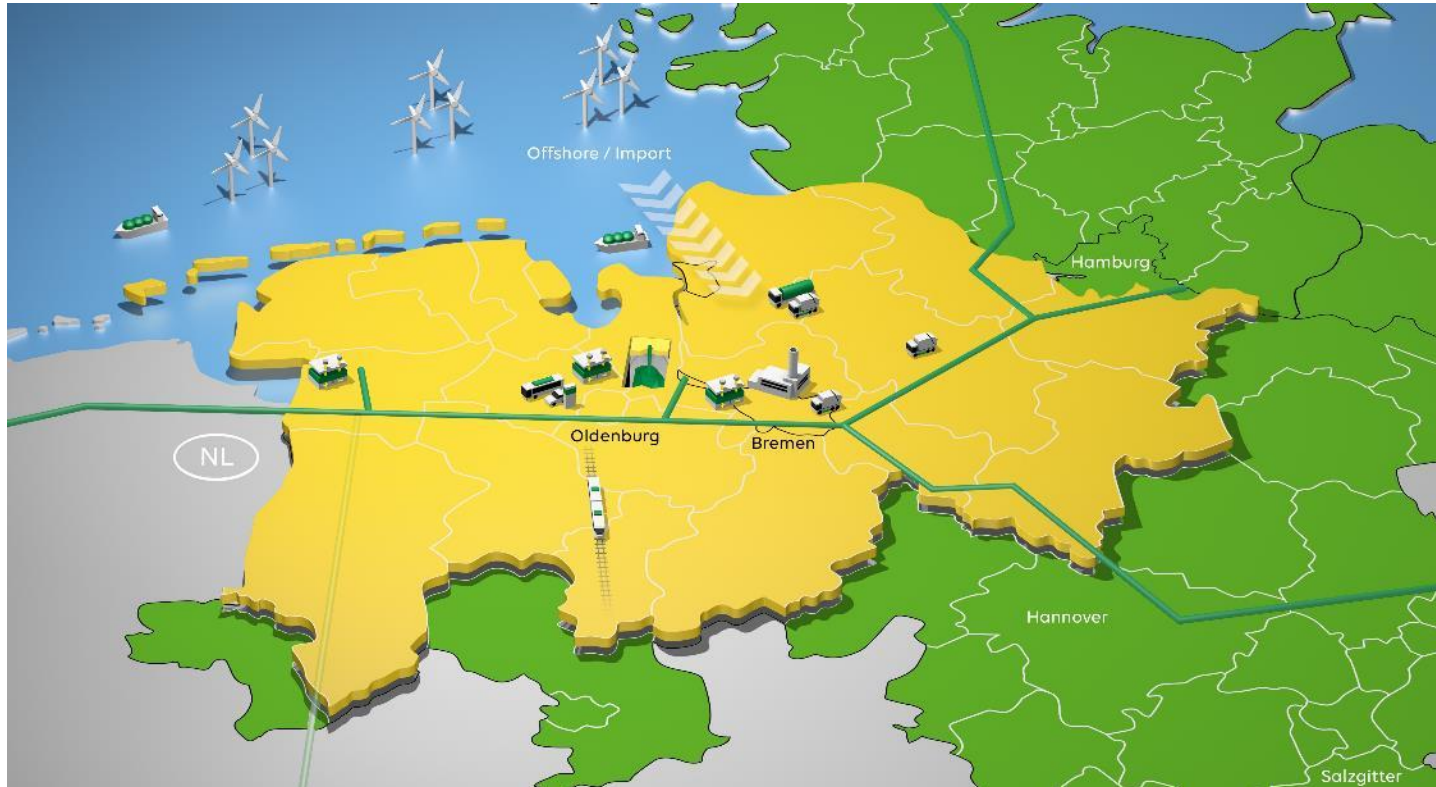 Offshore / Import
Hamburg
Oldenburg
Bremen
NL
Hannover
Salzgitter